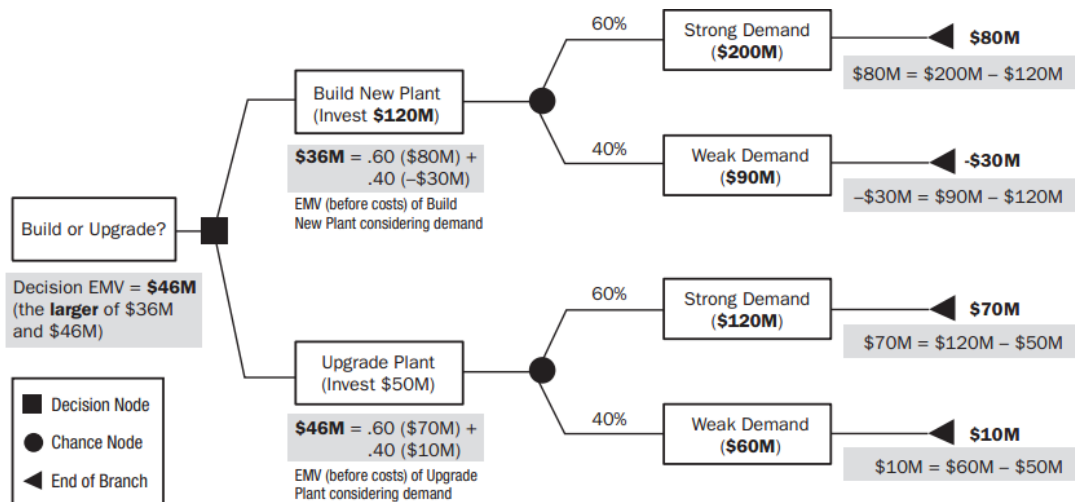 Build or Upgrade?
Decision EMV = $46M
(the larger of $36M
and $46M)
Build New Plant
(Invest $120M)
$36M = .60 ($80M) +
.40 (–$30M)
EMV (before costs) of Build
New Plant considering demand
60%
Strong Demand
($200M)
$80M
$80M = $200M – $120M
40%
Weak Demand
($90M)
-$30M
–$30M = $90M – $120M
Upgrade Plant
(Invest $50M)
$46M = .60 ($70M) +
.40 ($10M)
EMV (before costs) of Upgrade
Plant considering demand
60%
Strong Demand
($120M)
$70M
$70M = $120M – $50M
40%
Weak Demand
($60M)
$10M
$10M = $60M – $50M
Decision Node
Chance Node
End of Branch